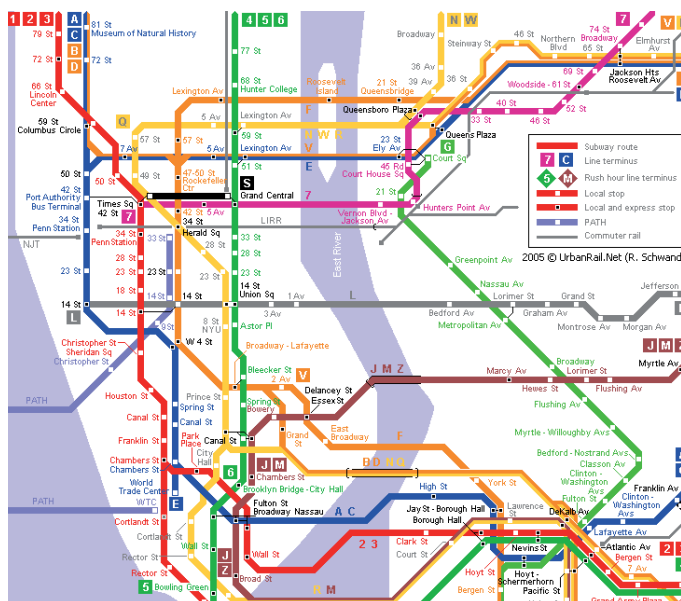 1 2 3
A
C
B
D
4 5 6
N W
7
V
79 St
72 St
81 St
Museum of Natural History
72 St
77 St
68 St
Hunter College
Broadway
Steinway St
46 St
Northern
Blvd
65 St
74 St
Broadway
Elmhurst
Av
36 St
39 Av
36 Av
Jackson Hts
Roosevelt Av
69 St
Woodside - 61 St
52 St
40 St
46 St
33 St
66 St
Lincoln
Center
59 St
Columbus Circle
Lexington Av
Roosevelt
Island
21 St
Queensbridge
F
Queensboro Plaza
Queens Plaza
Q
5 Av
Lexington Av
N W R
59 St
57 St
57 St
7 Av
5 Av
Lexington Av
V
E
51 St
23 St
Ely Av
G
Court Sq
45 Rd
Court House Sq
50 St
50 St
49 St
47-50 St
Rockefeller
Ctr
S
Grand Central
42 St
Port Authority
Bus Terminal
Times Sq
42 St
7
42 St
5 Av
7
21 St
Hunters Point Av
Vernon Blvd -
Jackson Av
34 St
Penn Station
34 St
Penn Station
33 St
34 St
Herald Sq
LIRR
NJT
28 St
28 St
23 St
23 St
23 St
23 St
23 St
18 St
14 St
33 St
28 St
23 St
14 St
Union Sq
East River
Greenpoint Av
Nassau Av
14 St
L
14 St
14 St
1 Av
3 Av
L
Bedford Av
Metropolitan Av
Lorimer St
Graham Av
Grand St
Montrose Av
Morgan Av
Jefferson
9 St
8 St
NYU
Astor Pl
W 4 St
Christopher St
Sheridan Sq
Christopher St
PATH
Broadway - Lafayette
Bleecker St
V
2 Av
Delancey St
Essex St
J M Z
Marcy Av
Hewes St
Broadway
Lorimer St
Flushing Av
J M Z
Myrtle Av
Flushing Av
Houston St
Prince St
Spring St
Spring St
Bowery
Canal St
Canal St
Canal St
Grand
St
East
Broadway
F
Myrtle - Willoughby Avs
Franklin St
Park
Place
City
Hall
Chambers St
Chambers St
J M
Chambers St
6
Brooklyn Bridge - City Hall
B D N Q
Bedford - Nostrand Avs
Classon Av
Clinton -
Washington
Avs
Fulton St
World
Trade Center
WTC
PATH
E
High St
York St
Fulton St
Broadway Nassau
A C
Jay St - Borough Hall
Borough Hall
Lawrence
St
DeKalb Av
Franklin Av
Clinton -
Washington
Avs
Lafayette Av
Cortlandt St
Cortlandt St
Wall St
Rector St
Rector St
J
Z
Wall St
Broad St
2 3
Clark St
Court St
Nevins St
Atlantic Av
Bergen St
7 Av
Hoyt St
Bergen St
Hoyt -
Schermerhorn
Pacific St
Grand Army Plaza
5
Bowling Green
R M
Subway route
7 C Line terminus
5 M Rush hour line terminus
Local stop
Local and express stop
PATH
Commuter rail
2005 © UrbanRail.Net (R. Schwand